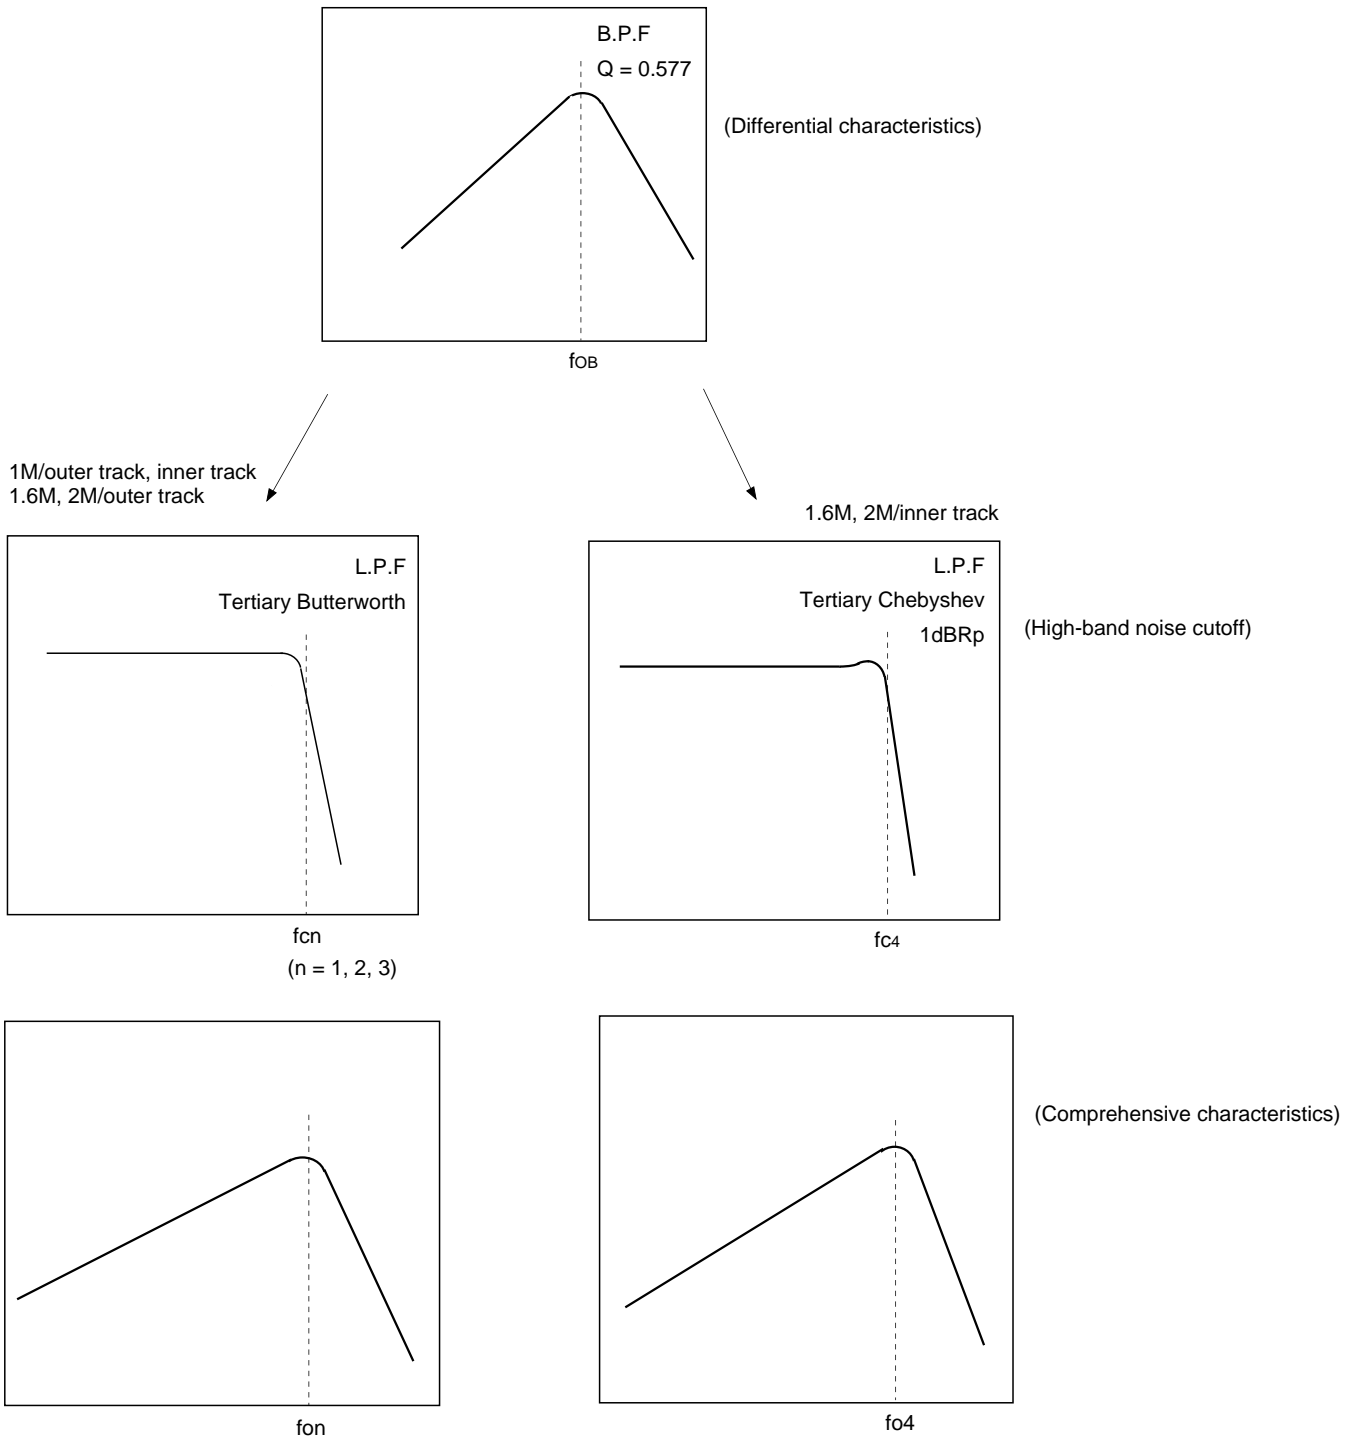 B.P.F
Q = 0.577
(Differential characteristics)
fOB
1M/outer track, inner track
1.6M, 2M/outer track
1.6M, 2M/inner track
L.P.F
Tertiary Butterworth
L.P.F
Tertiary Chebyshev
1dBRp
(High-band noise cutoff)
fcn
(n = 1, 2, 3)
fc4
(Comprehensive characteristics)
fon
fo4